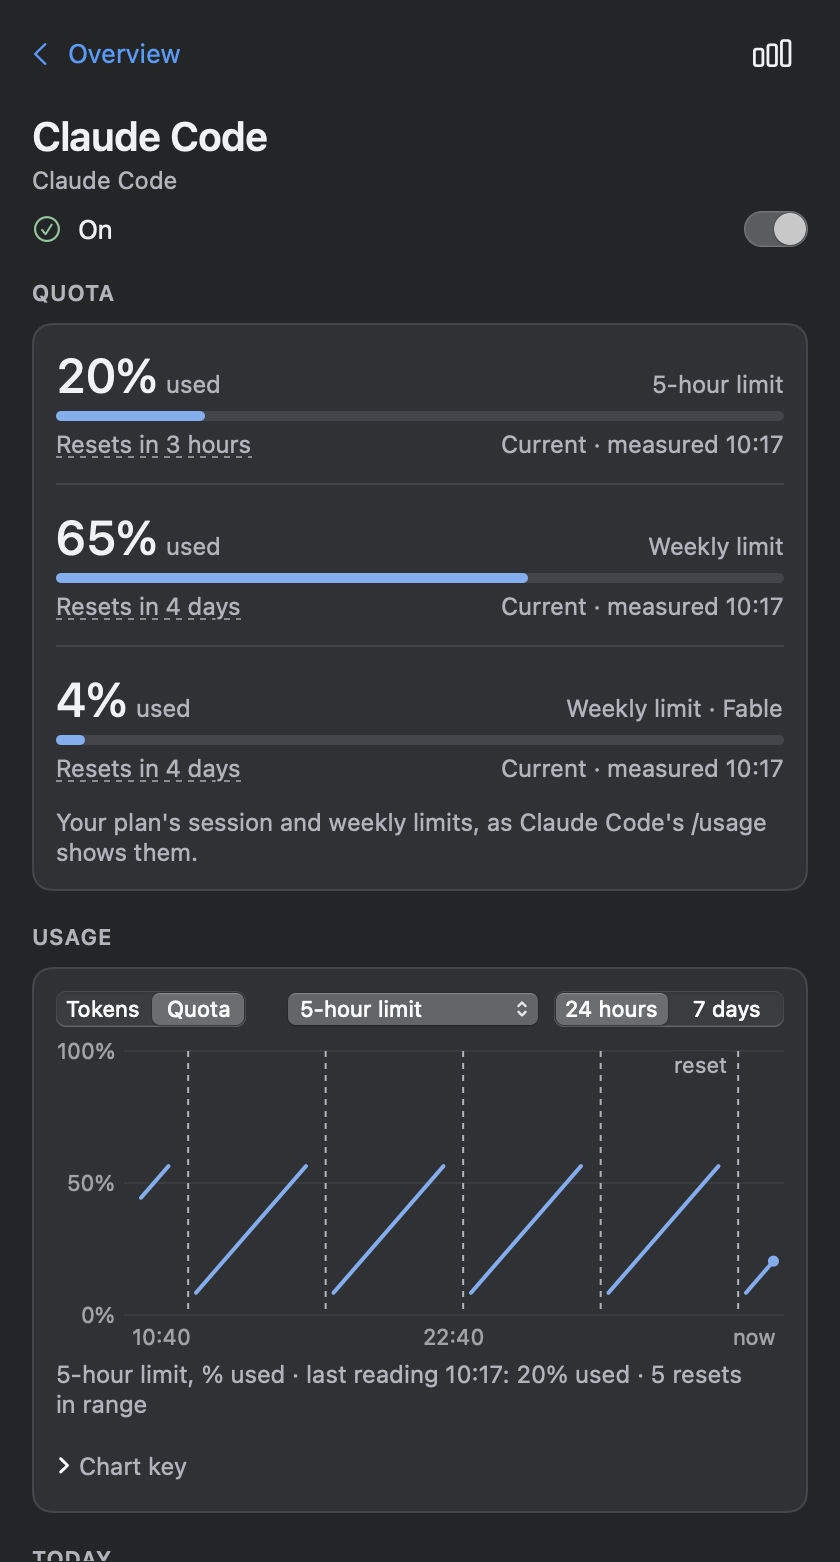 Overview
Claude Code
Claude Code
On
QUOTA
20% used 5-hour limit
Resets in 3 hours Current · measured 10:17
65% used Weekly limit
Resets in 4 days Current · measured 10:17
4% used Weekly limit · Fable
Resets in 4 days Current · measured 10:17
Your plan's session and weekly limits, as Claude Code's /usage
shows them.
USAGE
Tokens Quota 5-hour limit 24 hours 7 days
100%
reset
50%
0%
10:40 22:40 now
5-hour limit, % used · last reading 10:17: 20% used · 5 resets
in range
Chart key
TODAY